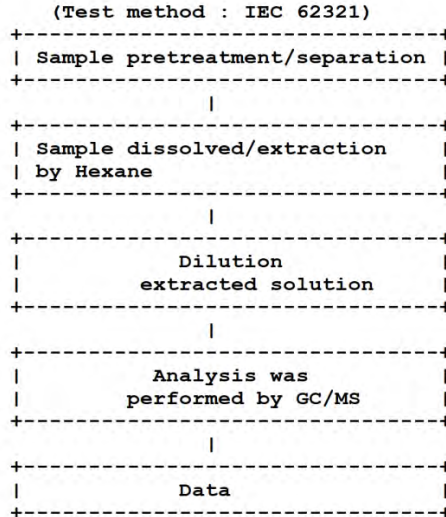 (Test method : IEC 62321)
Sample pretreatment/separation
Sample dissolved/extraction
by Hexane
Dilution
extracted solution
Analysis was
performed by GC/MS
Data